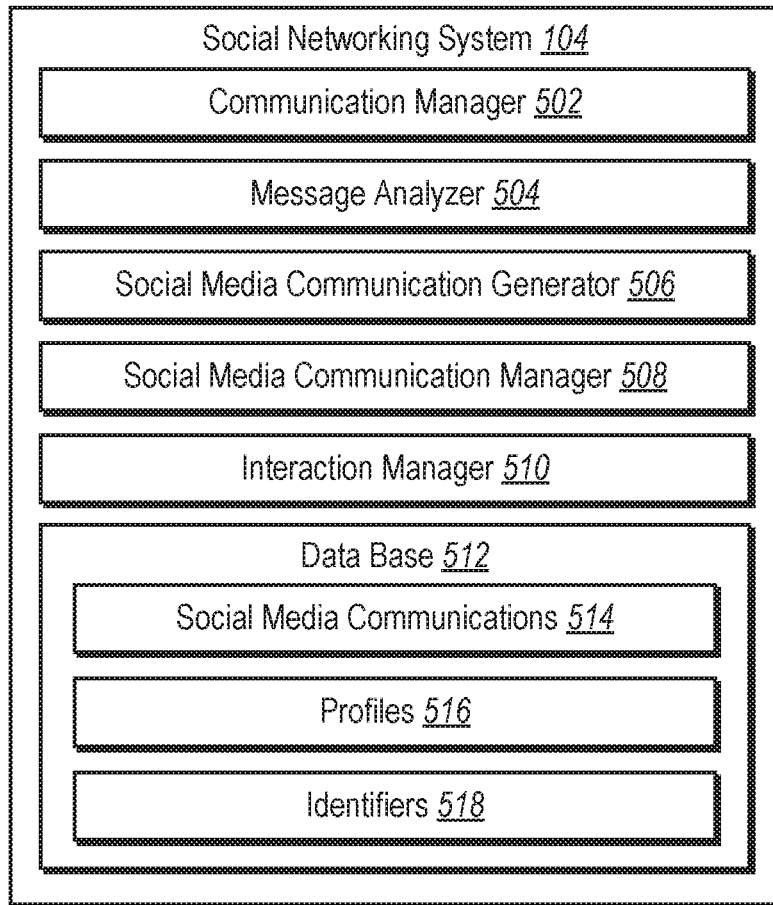 Social Networking System 104
Communication Manager 502
Message Analyzer 504
Social Media Communication Generator 506
Social Media Communication Manager 508
Interaction Manager 510
Data Base 512
Social Media Communications 514
Profiles 516
Identifiers 518